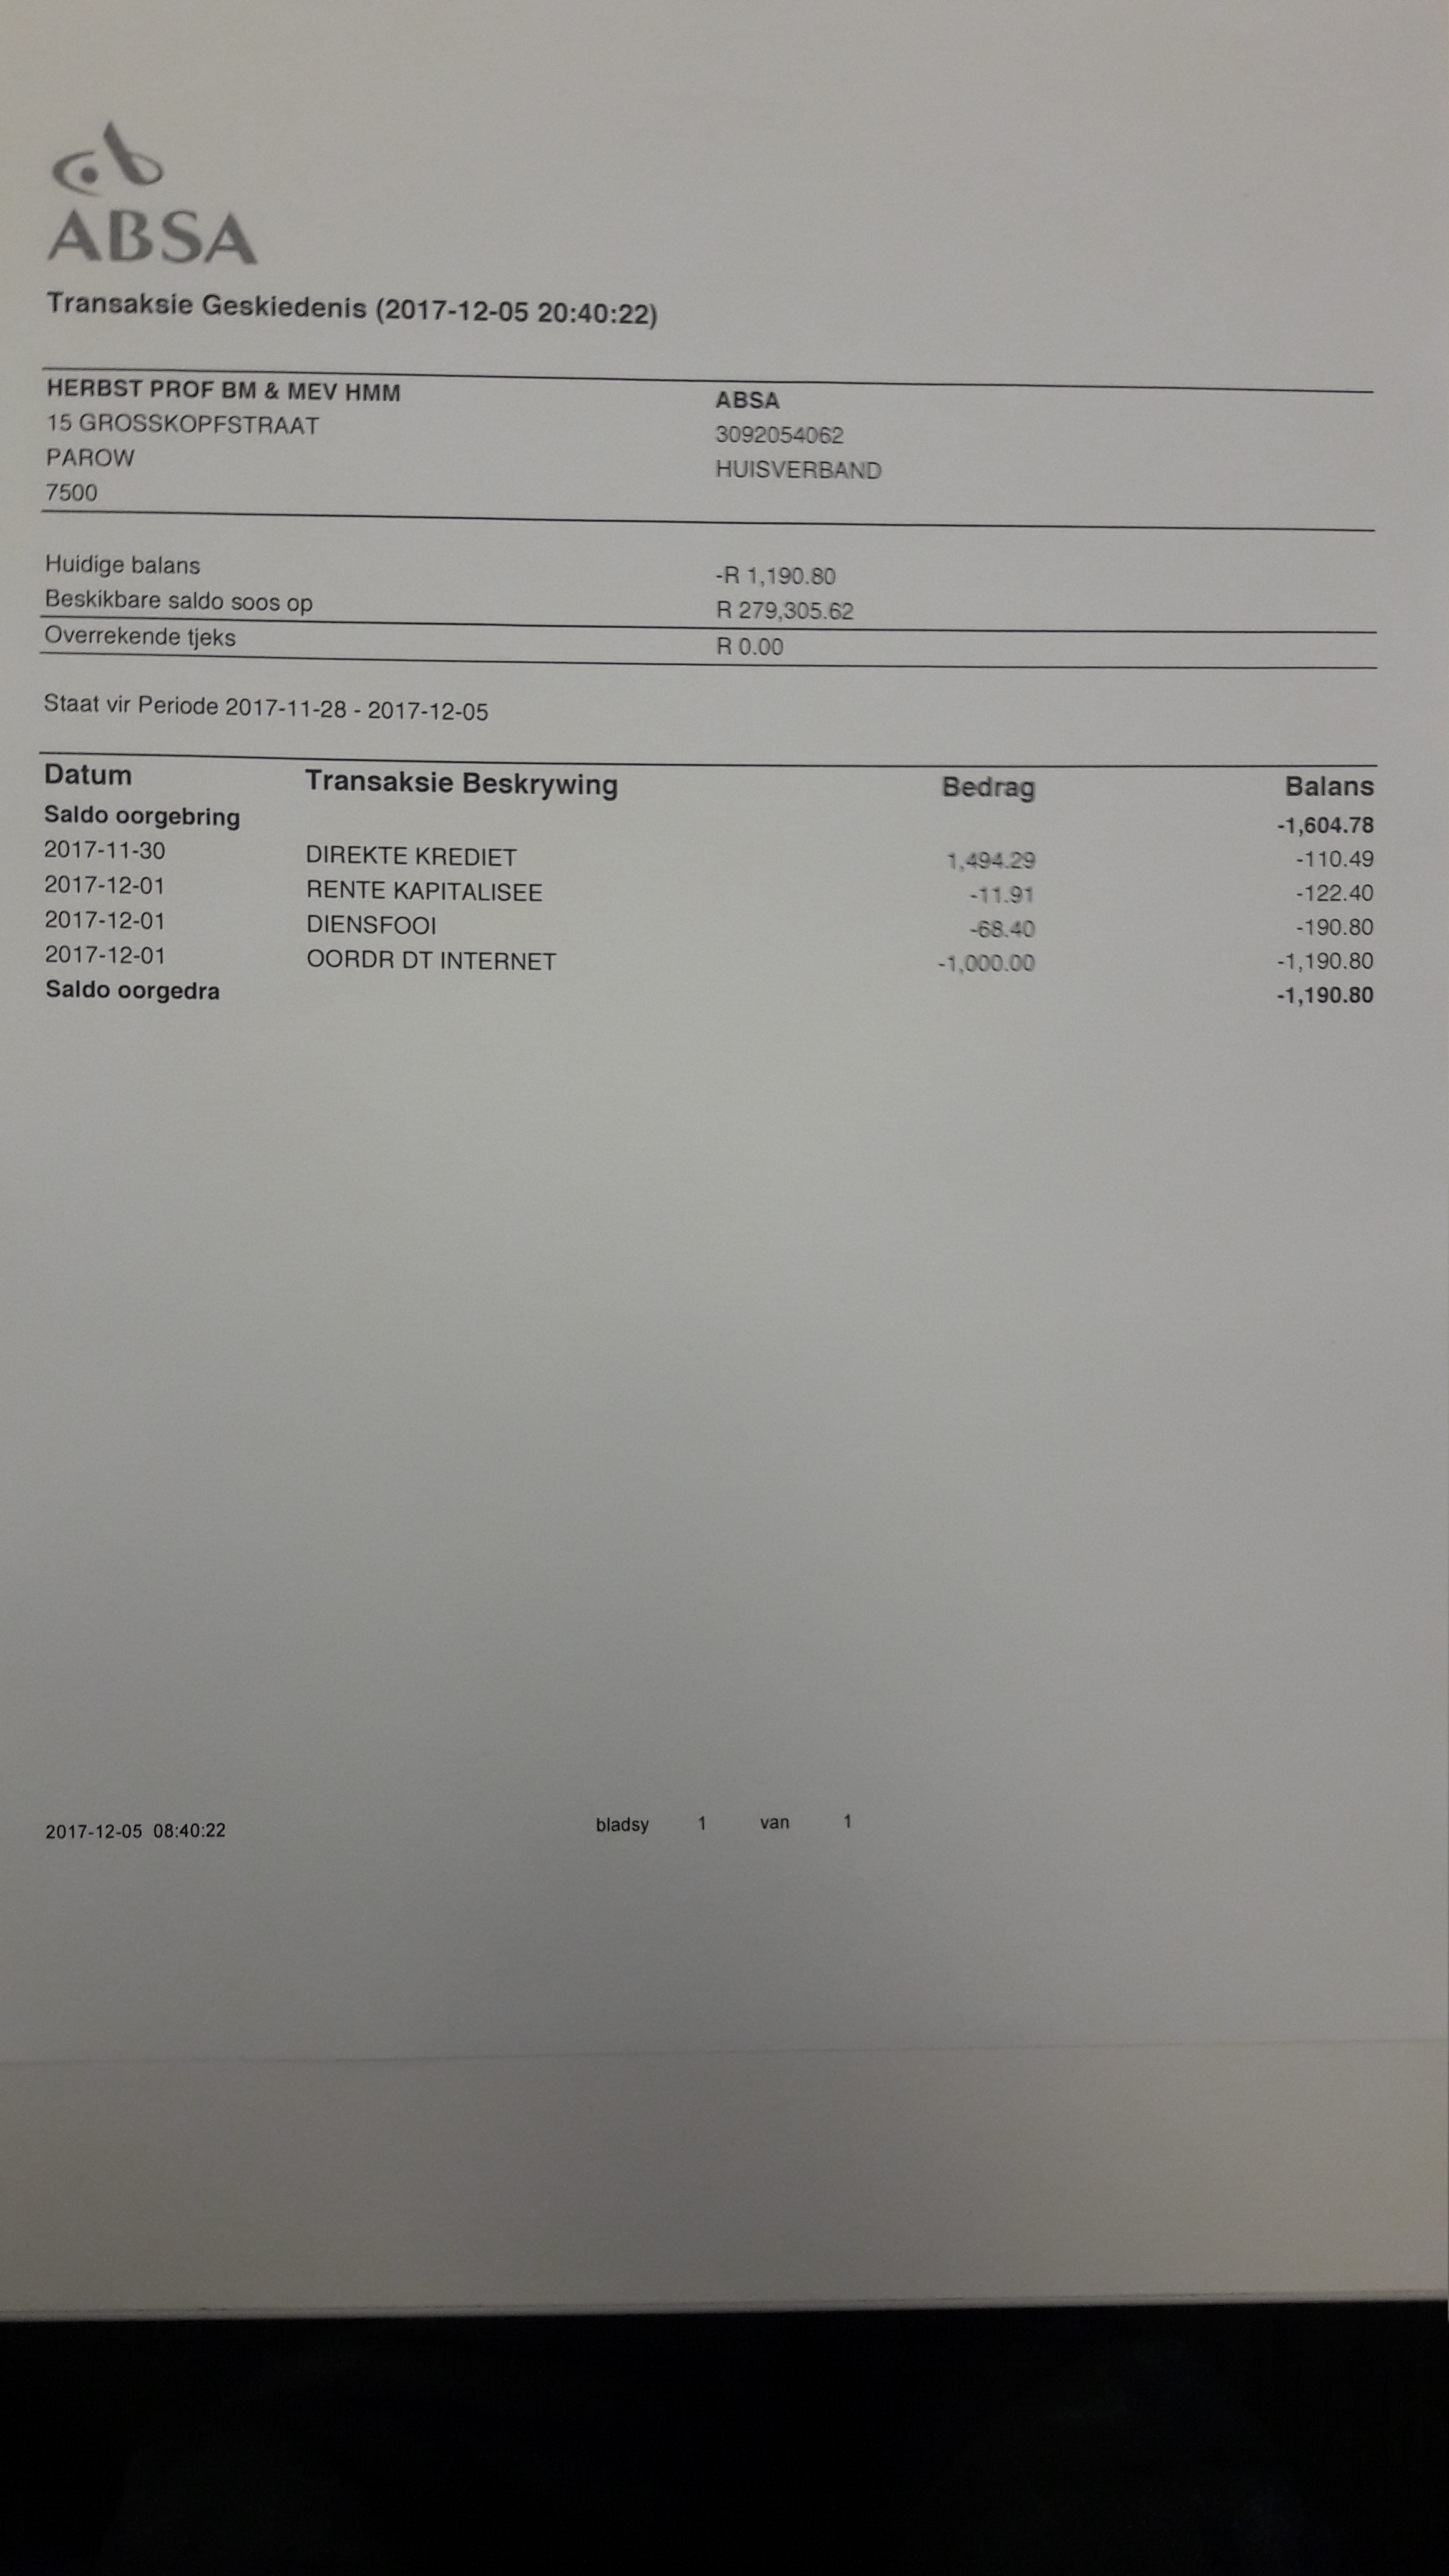 ABSA
Transaksie Geskiedenis (2017-12-05 20:40:22)
HERBST PROF BM & MEV HMM
15 GROSSKOPFSTRAAT
PAROW
7500
ABSA
3092054062
HUISVERBAND
Huidige balans -R 1,190.80
Beskikbare saldo soos op R 279,305.62
Overrekende tjeks R 0.00
Staat vir Periode 2017-11-28 - 2017-12-05
Datum Transaksie Beskrywing Bedrag Balans
Saldo oorgebring -1,604.78
2017-11-30 DIREKTE KREDIET 1,494.29 -110.49
2017-12-01 RENTE KAPITALISEE -11.91 -122.40
2017-12-01 DIENSFOOI -68.40 -190.80
2017-12-01 OORDR DT INTERNET -1,000.00 -1,190.80
Saldo oorgedra -1,190.80
2017-12-05 08:40:22 bladsy 1 van 1